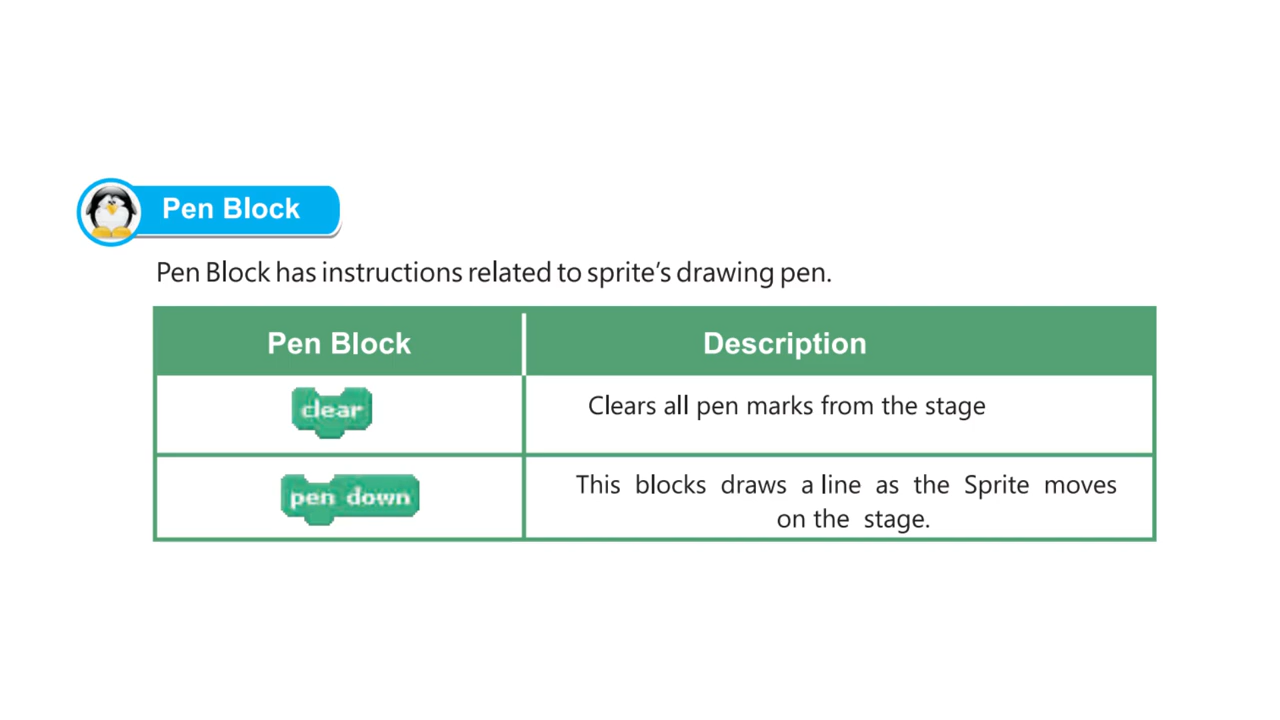 Pen Block
Pen Block has instructions related to sprite's drawing pen.
Pen Block
Description
clear
Clears all pen marks from the stage
pen down
This blocks draws a line as the Sprite moves
on the stage.